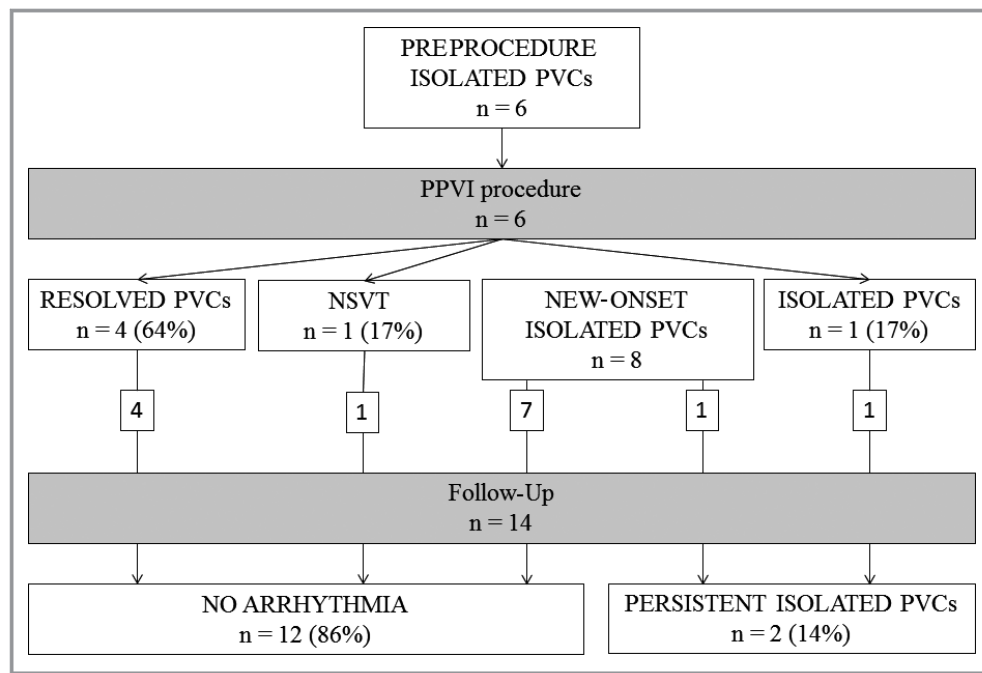 PREPROCEDURE
ISOLATED PVCs
n = 6
PPVI procedure
n = 6
RESOLVED PVCs
n = 4 (64%)
NSVT
n = 1 (17%)
NEW-ONSET
ISOLATED PVCs
n = 8
ISOLATED PVCs
n = 1 (17%)
4
1
7
1
1
Follow-Up
n = 14
NO ARRHYTHMIA
n = 12 (86%)
PERSISTENT ISOLATED PVCs
n = 2 (14%)